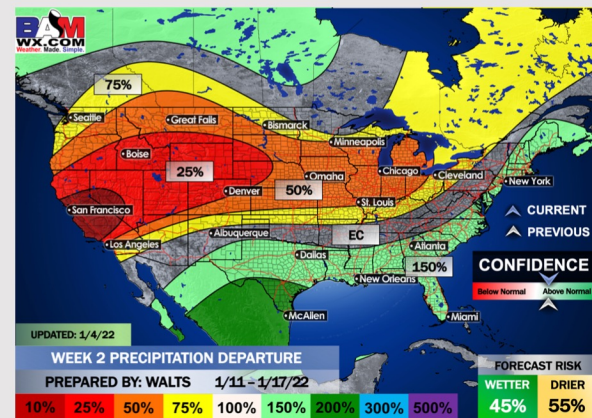 BAM
WX.COM
Weather. Made. Simple.
75%
Seattle
Great Falls
Bismarck
Minneapolis
Boise
25%
Chicago
Cleveland
Omaha
New York
Denver
50%
San Francisco
St. Louis
CURRENT
Albuquerque
EC
PREVIOUS
Los Angeles
Atlanta
Dallas
150%
CONFIDENCE
New Orleans
Below Normal
Above Normal
McAllen
Miami
UPDATED: 1/4/22
WEEK 2 PRECIPITATION DEPARTURE
FORECAST RISK
PREPARED BY: WALTS 1/11 - 1/17/22
WETTER DRIER
45% 55%
10% 25% 50% 75% 100% 150% 200% 300% 500%